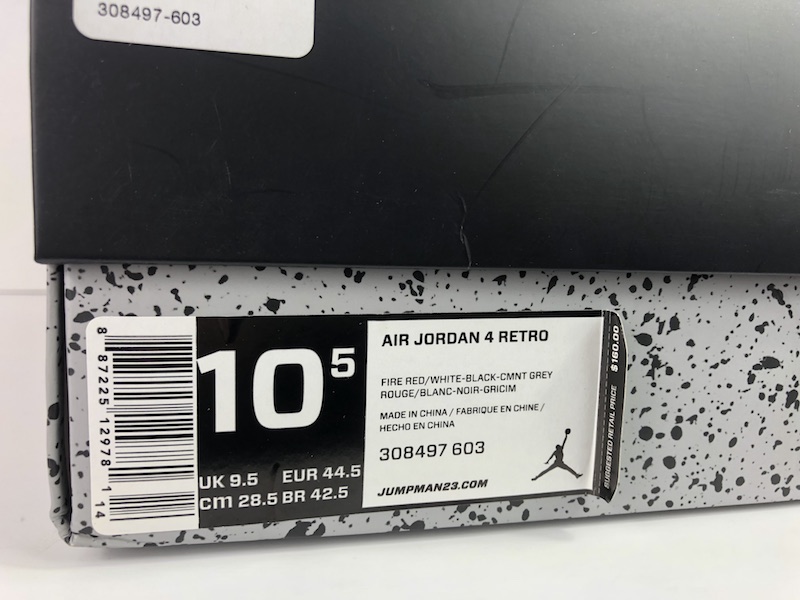 308497-603
8 87225 12978 1 14
10 5
UK 9.5 EUR 44.5
cm 28.5 BR 42.5
AIR JORDAN 4 RETRO
FIRE RED/WHITE-BLACK-CMNT GREY
ROUGE/BLANC-NOIR-GRICIM
MADE IN CHINA / FABRIQUE EN CHINE /
HECHO EN CHINA
308497 603
JUMPMAN23.COM
SUGGESTED RETAIL PRICE $160.00